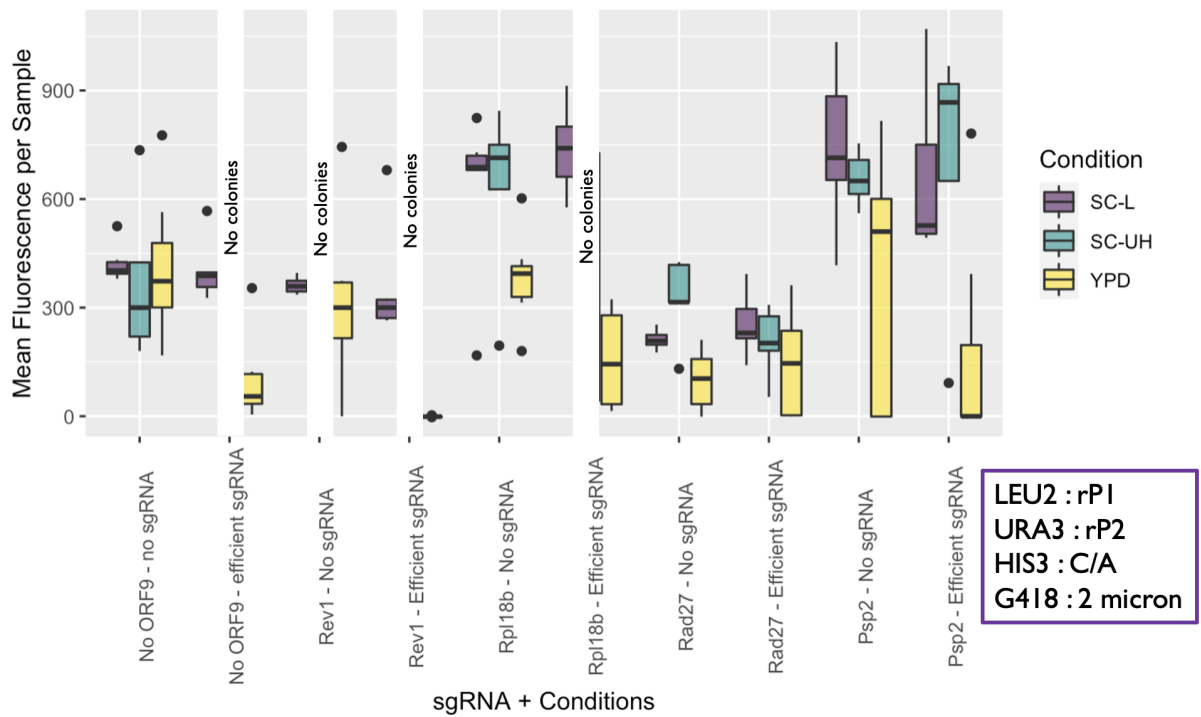 Mean Fluorescence per Sample
900
600
300
0
No colonies
No colonies
No colonies
No colonies
No ORF9 - no sgRNA
No ORF9 - efficient sgRNA
Rev1 - No sgRNA
Rev1 - Efficient sgRNA
Rpl18b - No sgRNA
Rpl18b - Efficient sgRNA
Rad27 - No sgRNA
Rad27 - Efficient sgRNA
Psp2 - No sgRNA
Psp2 - Efficient sgRNA
sgRNA + Conditions
Condition
SC-L
SC-UH
YPD
LEU2 : rP1
URA3 : rP2
HIS3 : C/A
G418 : 2 micron